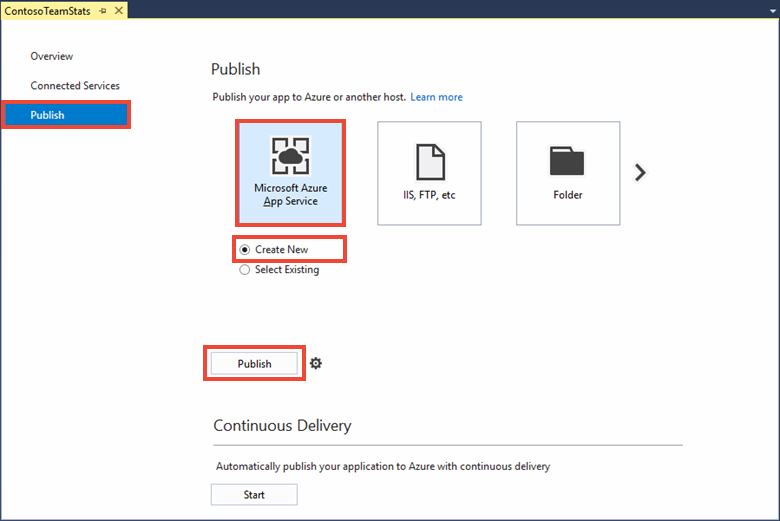 ContosoTeamStats
Overview
Connected Services
Publish
Publish
Publish your app to Azure or another host. Learn more
Microsoft Azure
App Service
IIS, FTP, etc
Folder
Create New
Select Existing
Publish
Continuous Delivery
Automatically publish your application to Azure with continuous delivery
Start